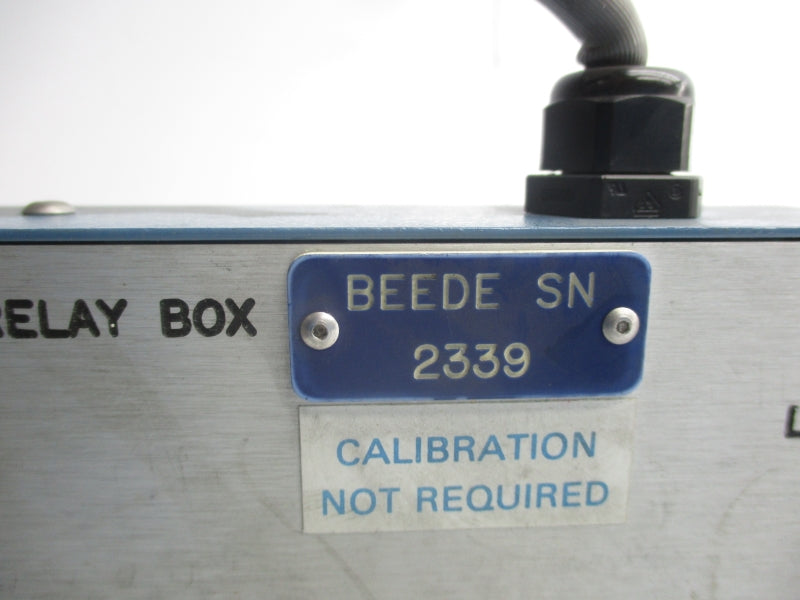 RELAY BOX
BEEDE SN
2339
CALIBRATION
NOT REQUIRED